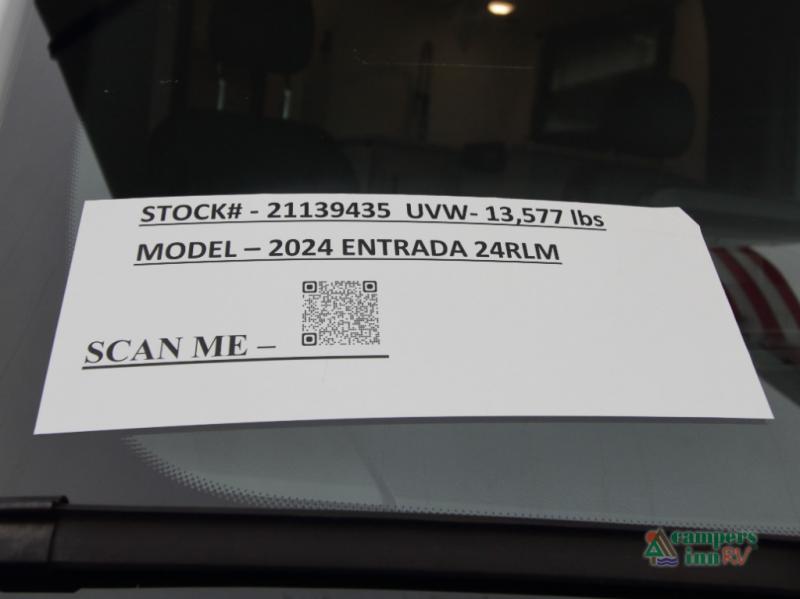 STOCK# - 21139435 UVW- 13,577 lbs
MODEL – 2024 ENTRADA 24RLM
SCAN ME –
campers
inn RV